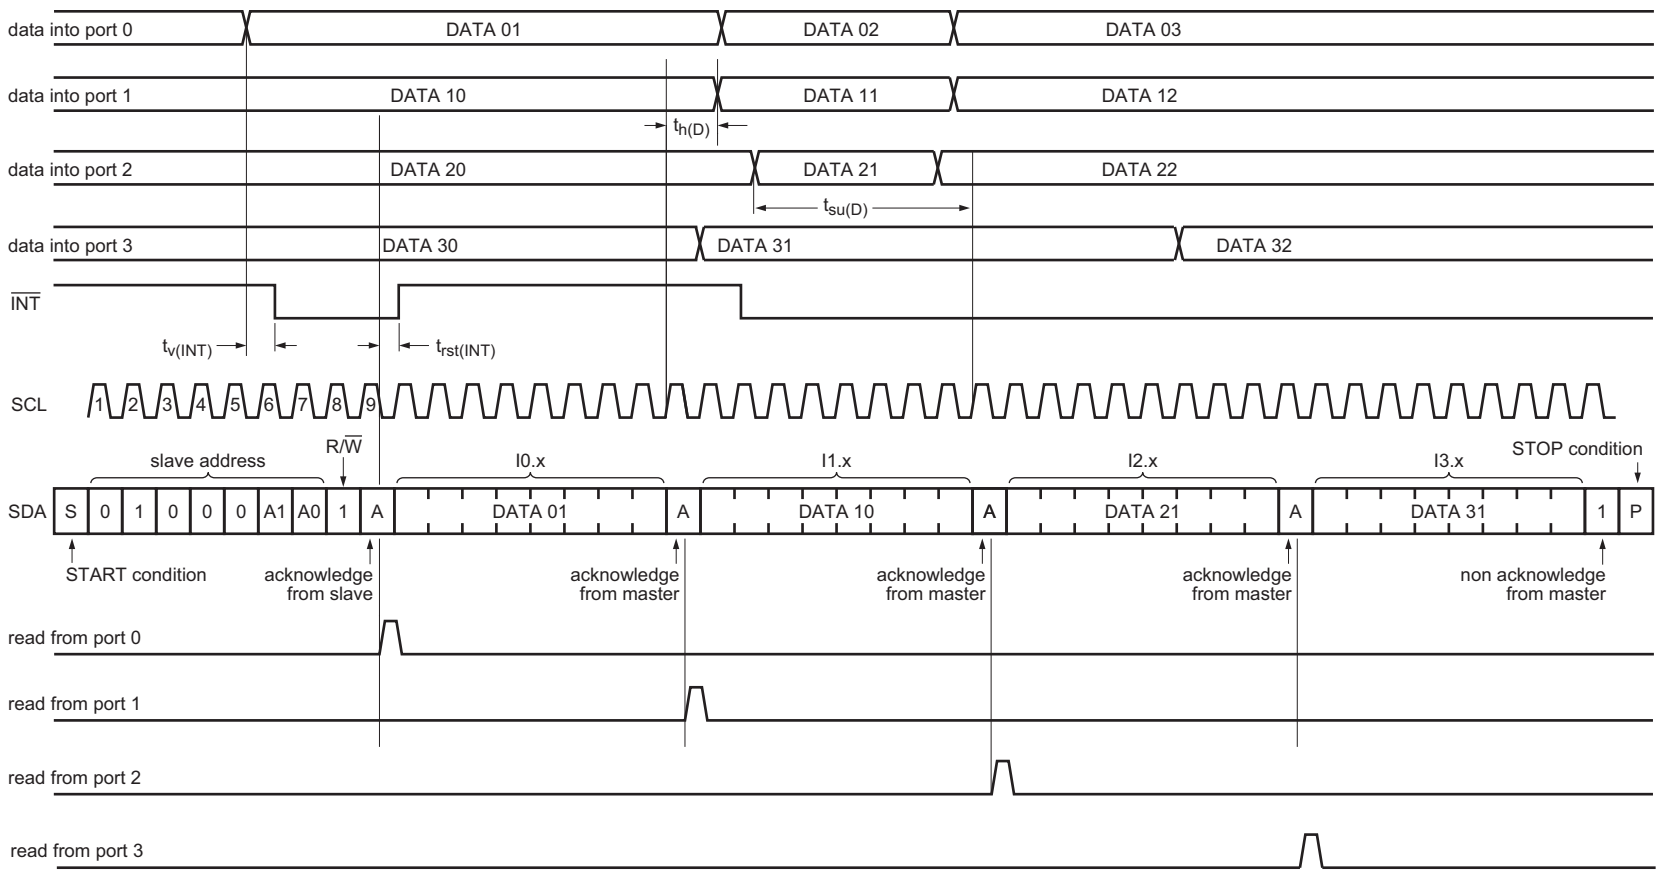 data into port 0 DATA 01 DATA 02 DATA 03
data into port 1 DATA 10 DATA 11 DATA 12
th(D)
data into port 2 DATA 20 DATA 21 DATA 22
tsu(D)
data into port 3 DATA 30 DATA 31 DATA 32
INT
tv(INT) trst(INT)
SCL 1 2 3 4 5 6 7 8 9
R/W STOP condition
slave address I0.x I1.x I2.x I3.x
SDA S 0 1 0 0 0 A1 A0 1 A DATA 01 A DATA 10 A DATA 21 A DATA 31 1 P
START condition acknowledge acknowledge acknowledge acknowledge non acknowledge
from slave from master from master from master from master
read from port 0
read from port 1
read from port 2
read from port 3